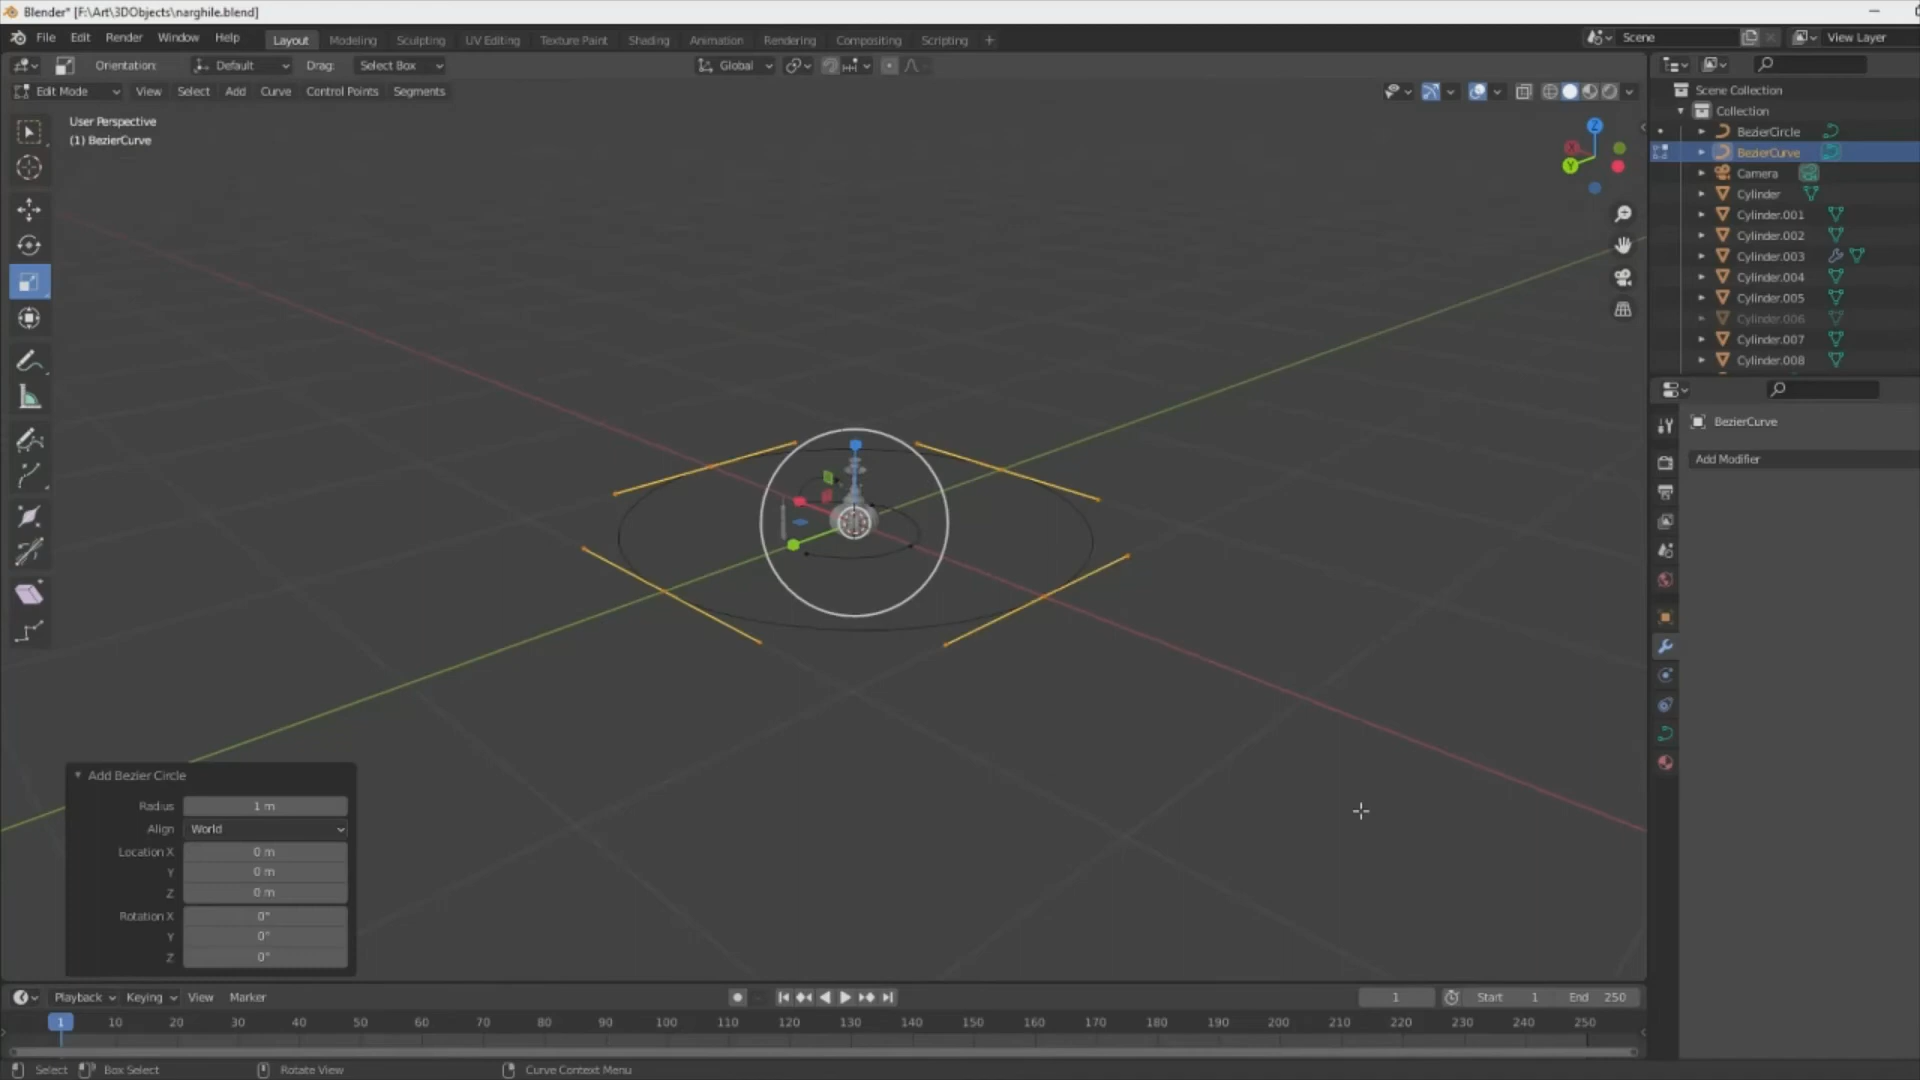 Blender* [F:\Art\3DObjects\narghile.blend]
File Edit Render Window Help Layout Modeling Sculpting UV Editing Texture Paint Shading Animation Rendering Compositing Scripting + Scene View Layer
Orientation: Default Drag: Select Box Global
Edit Mode View Select Add Curve Control Points Segments
User Perspective
(1) BezierCurve
Z
X
Y
Scene Collection
Collection
BezierCircle
BezierCurve
Camera
Cylinder
Cylinder.001
Cylinder.002
Cylinder.003
Cylinder.004
Cylinder.005
Cylinder.006
Cylinder.007
Cylinder.008
BezierCurve
Add Modifier
Add Bezier Circle
Radius 1 m
Align World
Location X 0 m
Y 0 m
Z 0 m
Rotation X 0°
Y 0°
Z 0°
Playback Keying View Marker 1 Start 1 End 250
1 10 20 30 40 50 60 70 80 90 100 110 120 130 140 150 160 170 180 190 200 210 220 230 240 250
Select Box Select Rotate View Curve Context Menu